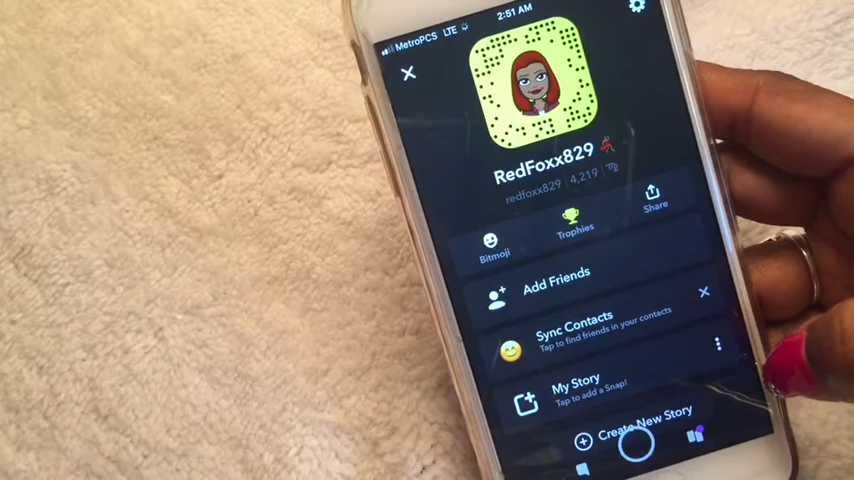 MetroPCS LTE 2:51 AM
RedFoxx829
redfoxx829 | 4,219 | ♍
Bitmoji
Trophies
Share
Add Friends
Sync Contacts
Tap to find friends in your contacts
My Story
Tap to add a Snap!
Create New Story